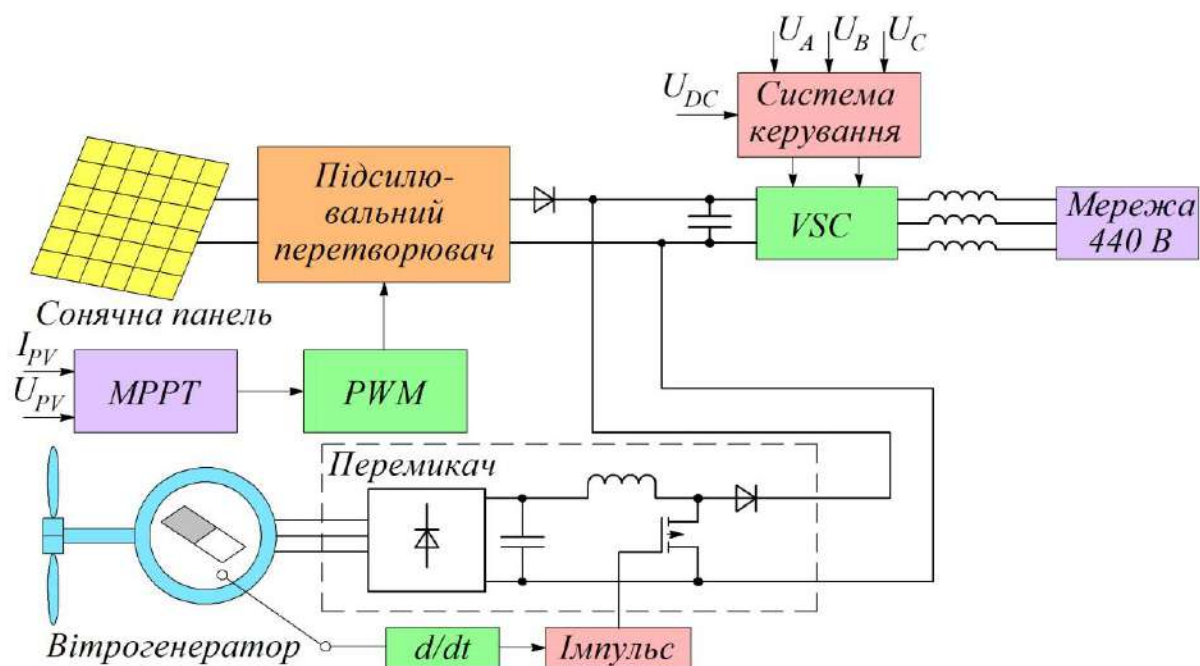 U_A U_B U_C
U_DC
Система
керування
Підсилю-
вальний
перетворювач
VSC
Мережа
440 В
Сонячна панель
I_PV
U_PV
MPPT
PWM
Перемикач
Вітрогенератор
d/dt
Імпульс